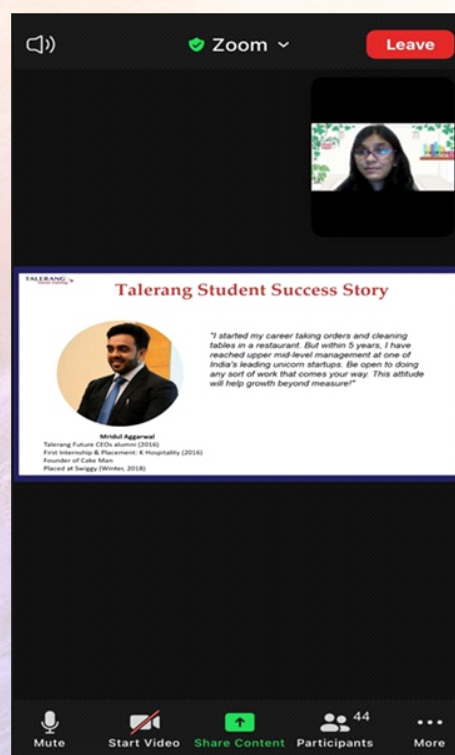 Zoom
Leave
TALERANG
Talerang Student Success Story
"I started my career taking orders and cleaning
tables in a restaurant. But within 5 years, I have
reached upper mid-level management at one of
India's leading unicorn startups. Be open to doing
any sort of work that comes your way. This attitude
will help growth beyond measure!"
Mridul Aggarwal
Talerang Future CEOs alumni (2016)
First Internship & Placement: K Hospitality (2016)
Founder of Cake Man
Placed at Swiggy (Winter, 2018)
44
Mute Start Video Share Content Participants More